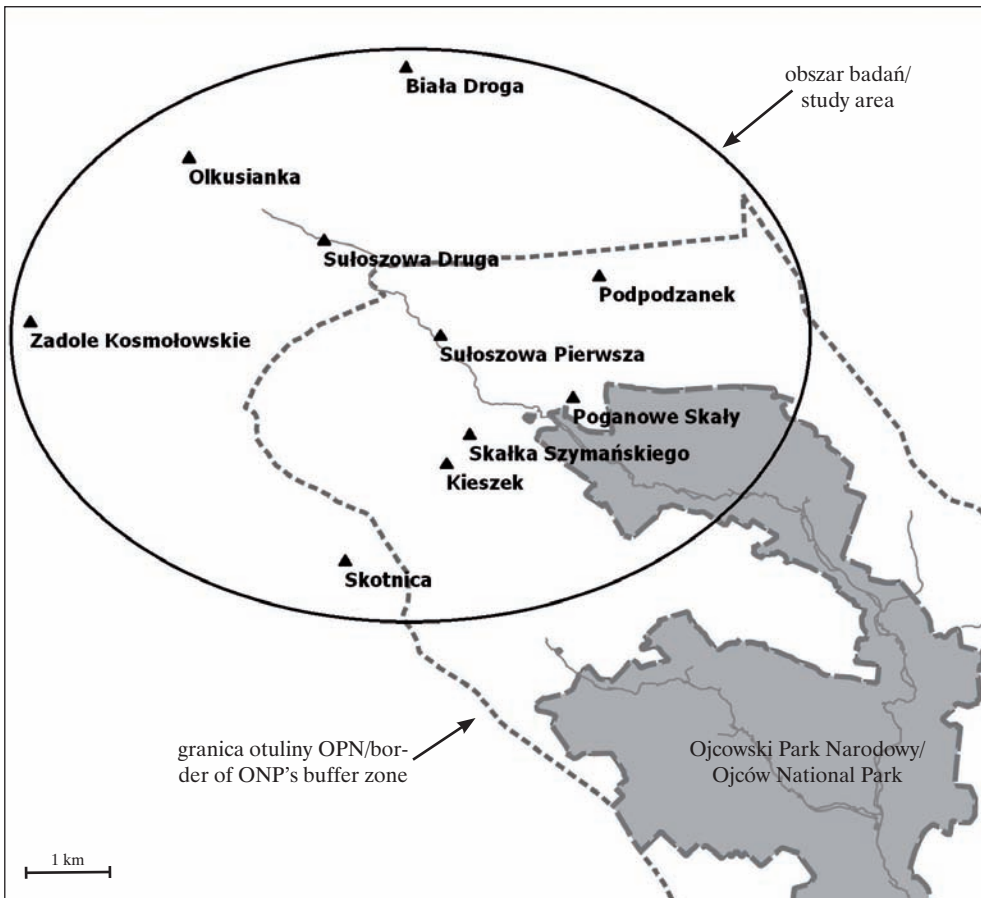 obszar badań/
study area
Biała Droga
Olkusianka
Sułoszowa Druga
Podpodzanek
Zadole Kosmołowskie
Sułoszowa Pierwsza
Poganowe Skały
Skałka Szymańskiego
Kieszek
Skotnica
granica otuliny OPN/bor-
der of ONP's buffer zone
Ojcowski Park Narodowy/
Ojców National Park
1 km